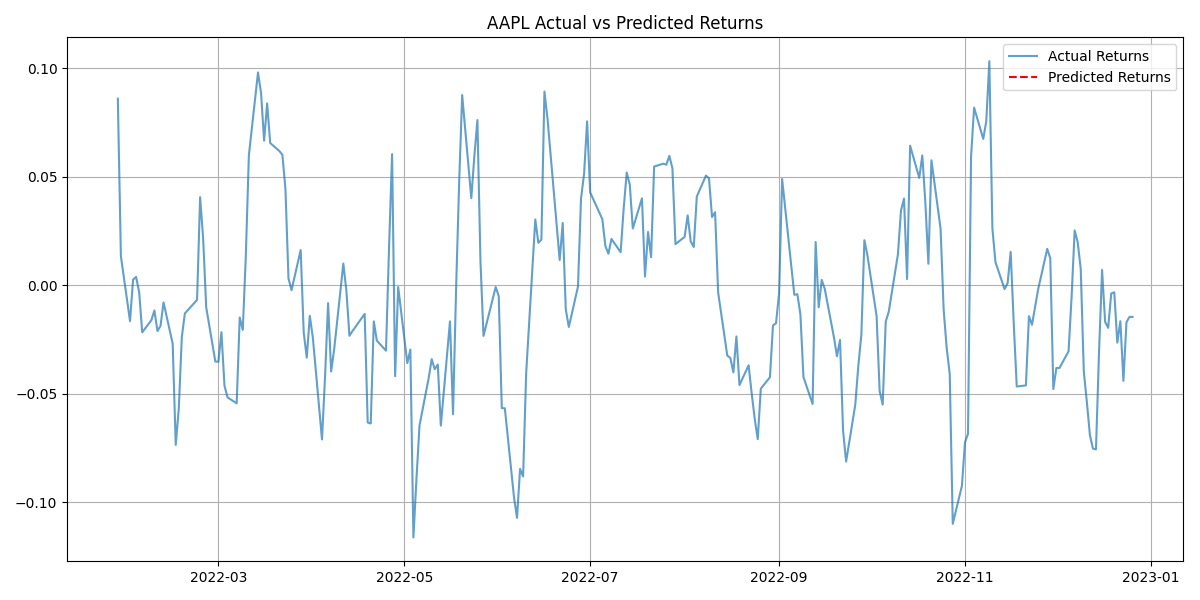 AAPL Actual vs Predicted Returns
Actual Returns
Predicted Returns
0.10
0.05
0.00
−0.05
−0.10
2022-03 2022-05 2022-07 2022-09 2022-11 2023-01